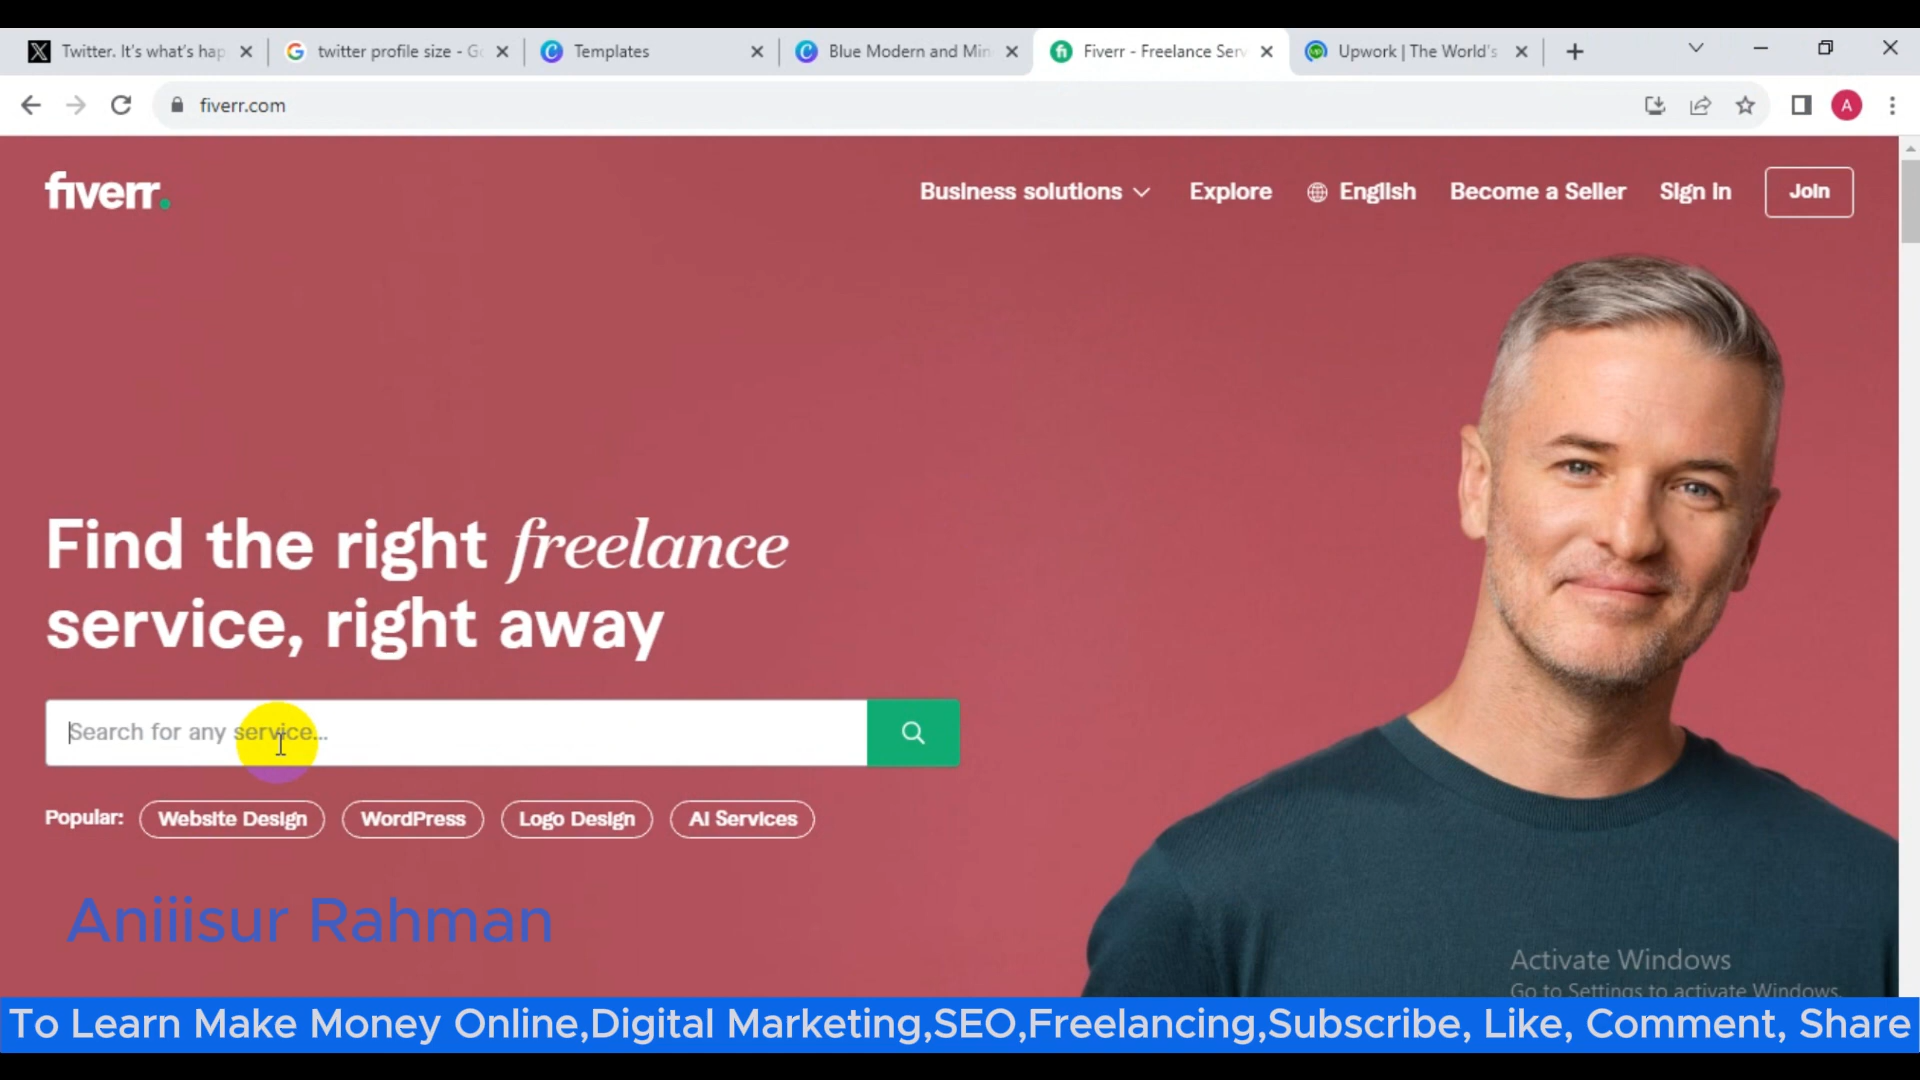 Twitter. It's what's hap
twitter profile size - Go
Templates
Blue Modern and Min
Fiverr - Freelance Serv
Upwork | The World's
fiverr.com
A
fiverr.
Business solutions
Explore
English
Become a Seller
Sign In
Join
Find the right freelance
service, right away
Search for any service...
Popular:
Website Design
WordPress
Logo Design
AI Services
Aniiisur Rahman
Activate Windows
Go to Settings to activate Windows.
To Learn Make Money Online,Digital Marketing,SEO,Freelancing,Subscribe, Like, Comment, Share